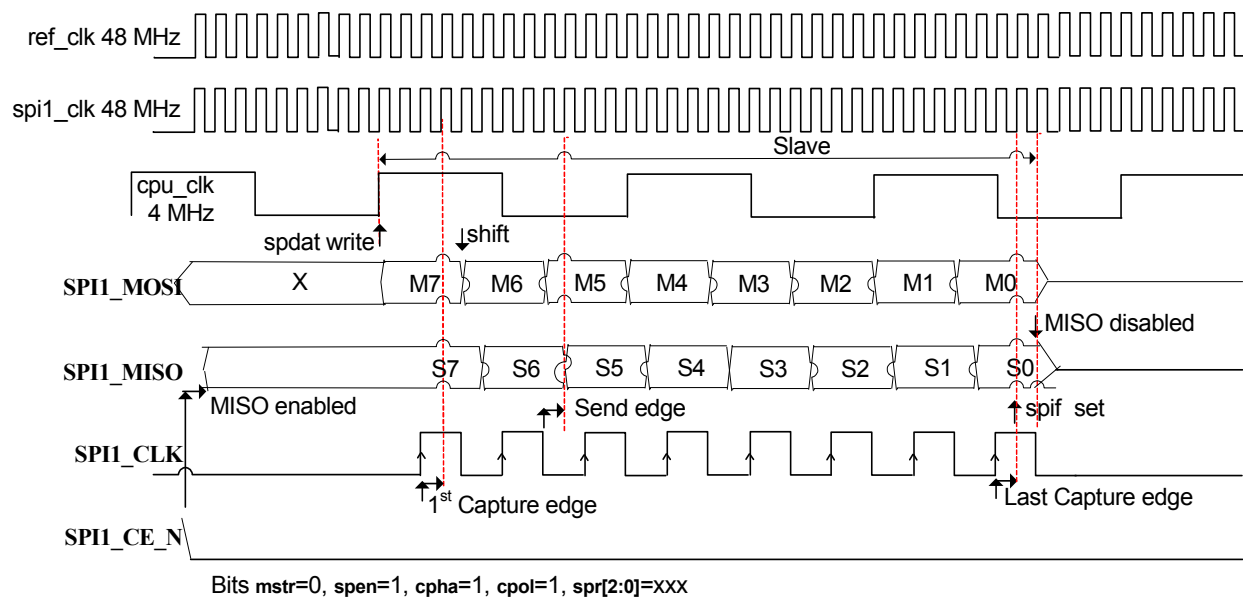 ref_clk 48 MHz
spi1_clk 48 MHz
Slave
cpu_clk
4 MHz
spdat write
shift
SPI1_MOSI X M7 M6 M5 M4 M3 M2 M1 M0
MISO disabled
SPI1_MISO S7 S6 S5 S4 S3 S2 S1 S0
MISO enabled
Send edge
spif set
SPI1_CLK
1st Capture edge
Last Capture edge
SPI1_CE_N
Bits mstr=0, spen=1, cpha=1, cpol=1, spr[2:0]=xxx